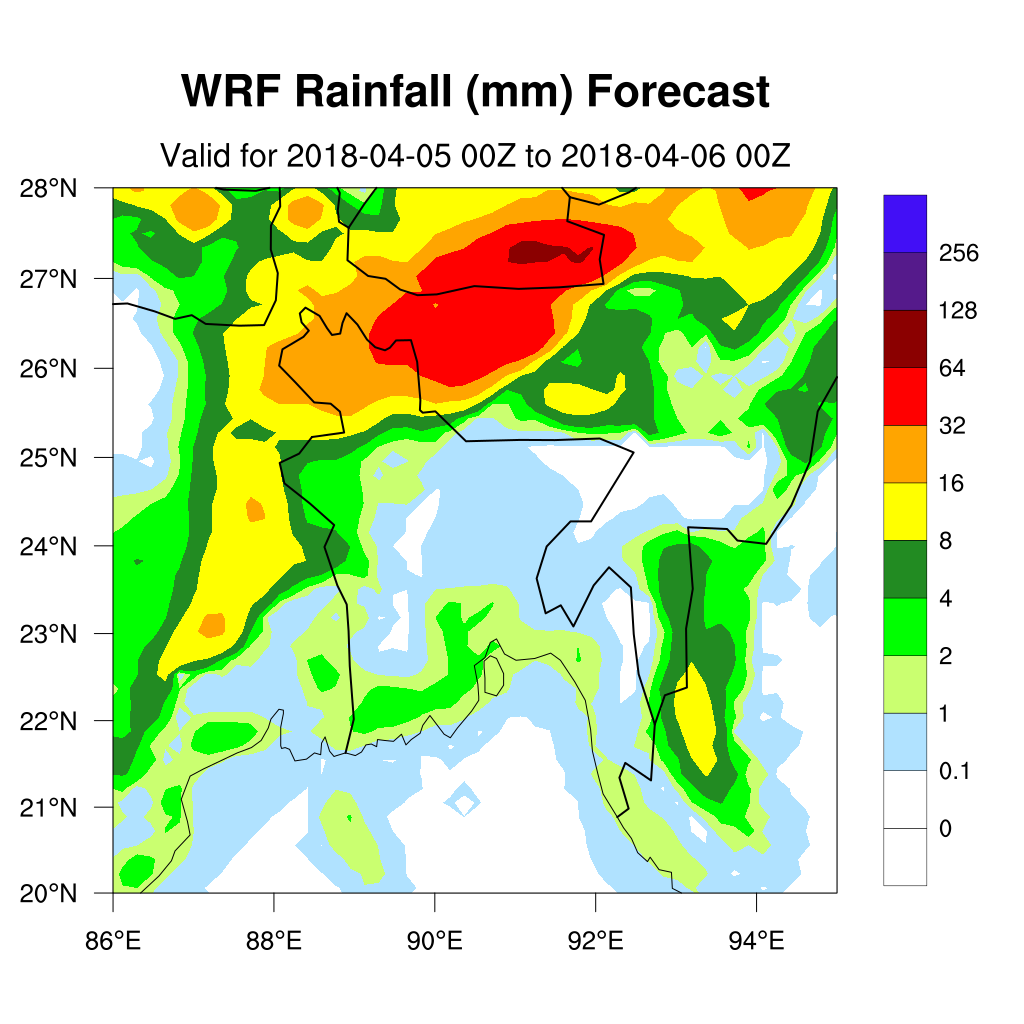 WRF Rainfall (mm) Forecast
Valid for 2018-04-05 00Z to 2018-04-06 00Z
28°N
27°N
26°N
25°N
24°N
23°N
22°N
21°N
20°N
86°E 88°E 90°E 92°E 94°E
256
128
64
32
16
8
4
2
1
0.1
0